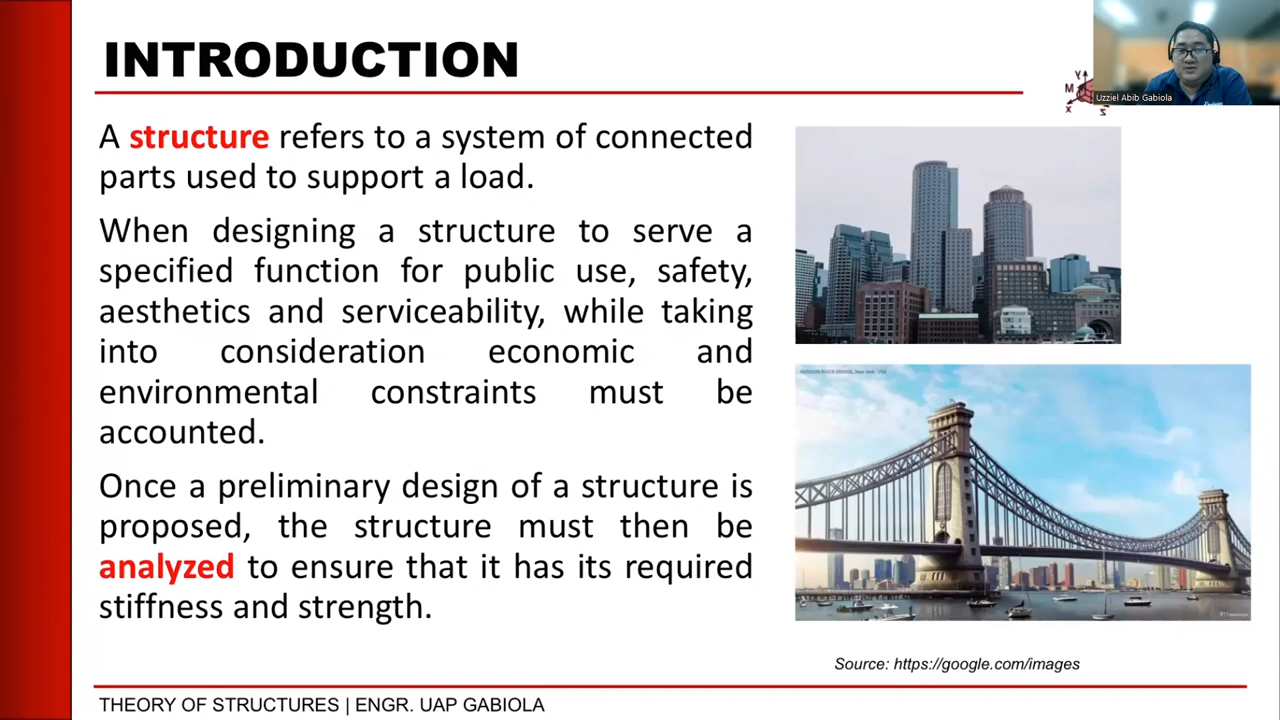 INTRODUCTION
Y
M
X
Z
Uzziel Abib Gabiola
A structure refers to a system of connected
parts used to support a load.
When designing a structure to serve a
specified function for public use, safety,
aesthetics and serviceability, while taking
into consideration economic and
environmental constraints must be
accounted.
Once a preliminary design of a structure is
proposed, the structure must then be
analyzed to ensure that it has its required
stiffness and strength.
Source: https://google.com/images
THEORY OF STRUCTURES | ENGR. UAP GABIOLA